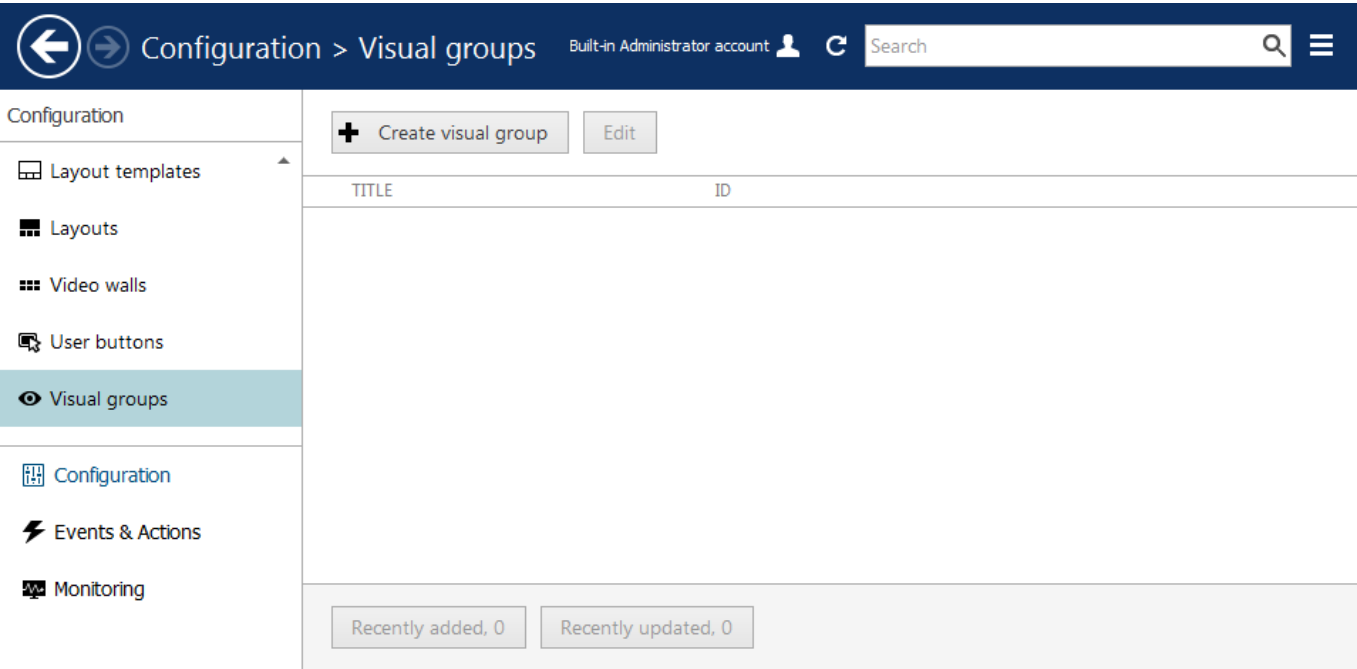 Configuration > Visual groups Built-in Administrator account Search
Configuration
Layout templates
Layouts
Video walls
User buttons
Visual groups
Configuration
Events & Actions
Monitoring
Create visual group Edit
TITLE ID
Recently added, 0 Recently updated, 0